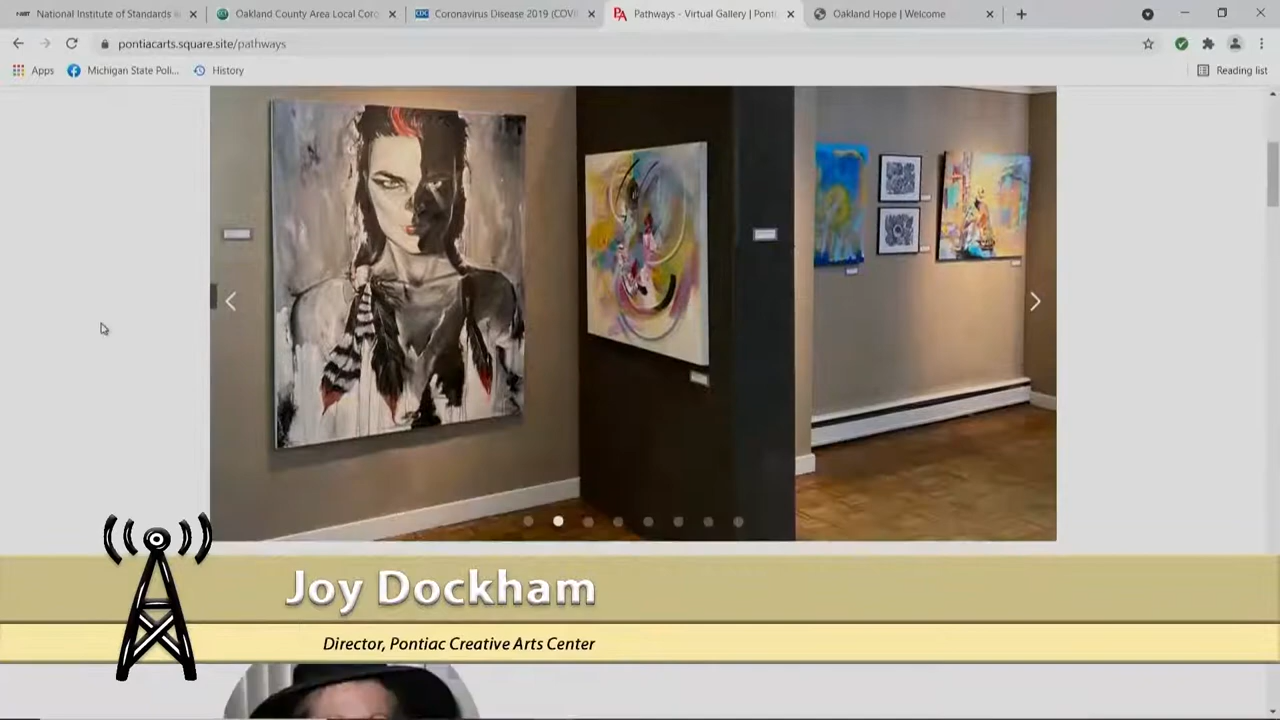 National Institute of Standards
Oakland County Area Local Cor
Coronavirus Disease 2019 (COVI
Pathways - Virtual Gallery | Ponti
Oakland Hope | Welcome
pontiacarts.square.site/pathways
Apps
Michigan State Poli...
History
Reading list
Joy Dockham
Director, Pontiac Creative Arts Center